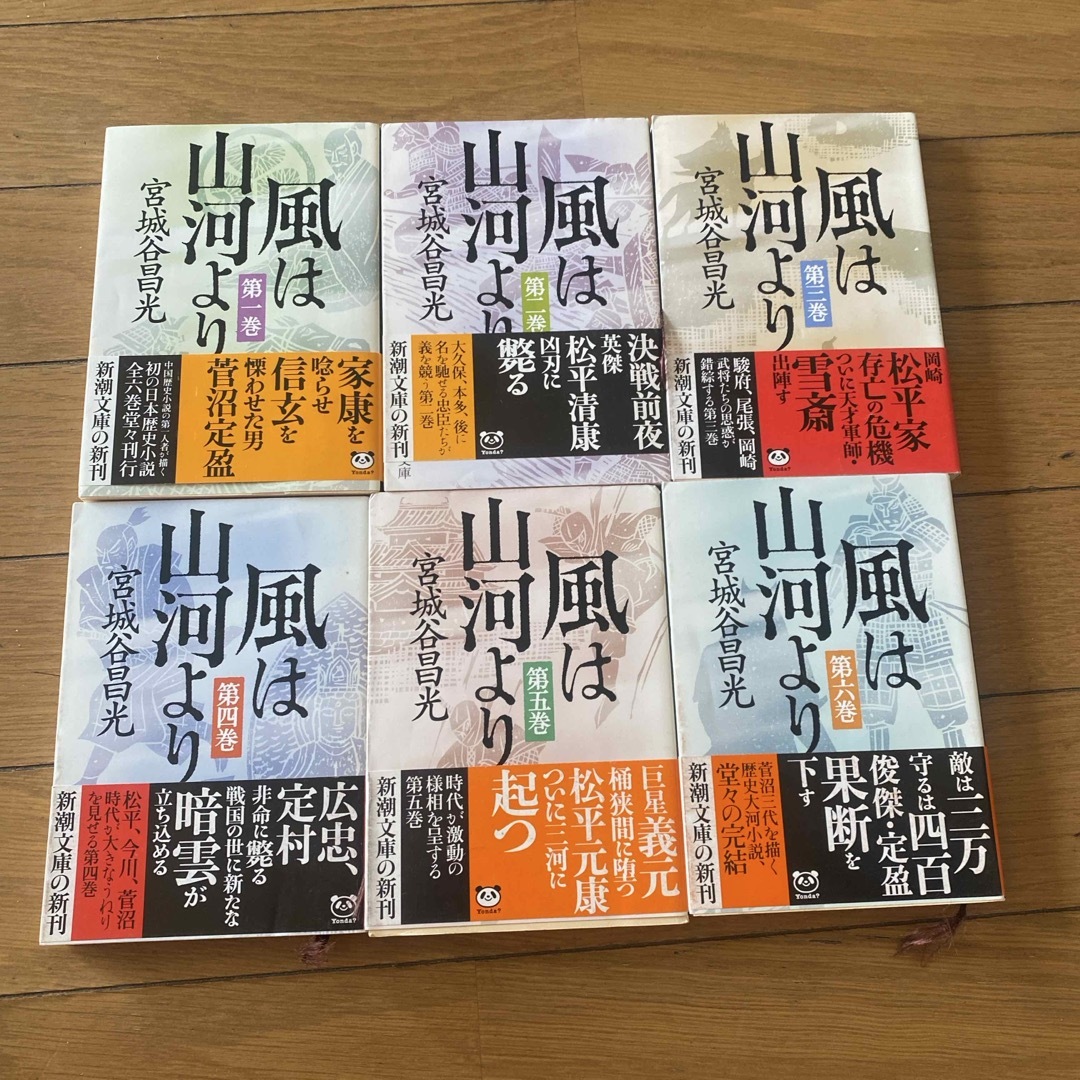 風は
山河より
第一巻
宮城谷昌光
家康を
唸らせ
信玄を
慄わせた男
菅沼定盈
中国歴史小説の第一人者が描く
初の日本歴史小説
全六巻堂々刊行
新潮文庫の新刊
Yonda?
風は
山河より
第二巻
宮城谷昌光
決戦前夜
英傑
松平清康
凶刃に
斃る
大久保、本多、後に
名を馳せる忠臣たちが
義を競う第二巻
新潮文庫の新刊
Yonda?
文庫
風は
山河より
第三巻
宮城谷昌光
岡崎
松平家
存亡の危機
ついに天才軍師・
雪斎
出陣す
駿府、尾張、岡崎
武将たちの思惑が
錯綜する第三巻
新潮文庫の新刊
Yonda?
風は
山河より
第四巻
宮城谷昌光
広忠、
定村
非命に斃る
戦国の世に新たな
暗雲が
立ち込める
松平、今川、菅沼
時代が大きなうねり
を見せる第四巻
新潮文庫の新刊
Yonda?
風は
山河より
第五巻
宮城谷昌光
巨星義元
桶狭間に堕つ
松平元康
ついに三河に
起つ
時代が激動の
様相を呈する
第五巻
新潮文庫の新刊
Yonda?
風は
山河より
第六巻
宮城谷昌光
敵は三万
守るは四百
俊傑・定盈
果断を
下す
菅沼三代を描く
歴史大河小説、
堂々の完結
新潮文庫の新刊
Yonda?